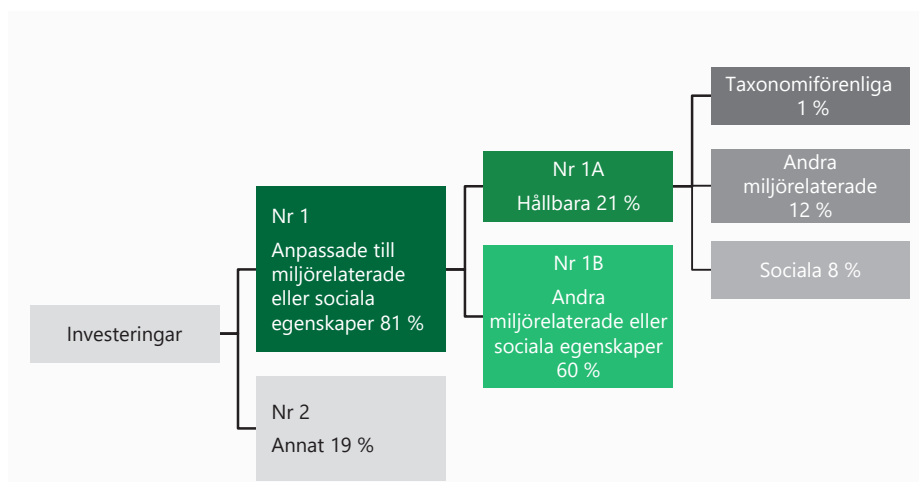 Investeringar
Nr 1
Anpassade till
miljörelaterade
eller sociala
egenskaper 81 %
Nr 2
Annat 19 %
Nr 1A
Hållbara 21 %
Nr 1B
Andra
miljörelaterade eller
sociala egenskaper
60 %
Taxonomiförenliga
1 %
Andra
miljörelaterade
12 %
Sociala 8 %